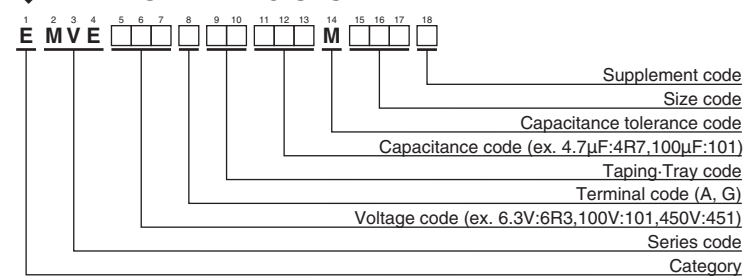 1 2 3 4 5 6 7 8 9 10 11 12 13 14 15 16 17 18
E M V E □□□ □ □□ □□□ M □□□ □
Supplement code
Size code
Capacitance tolerance code
Capacitance code (ex. 4.7μF:4R7,100μF:101)
Taping·Tray code
Terminal code (A, G)
Voltage code (ex. 6.3V:6R3,100V:101,450V:451)
Series code
Category